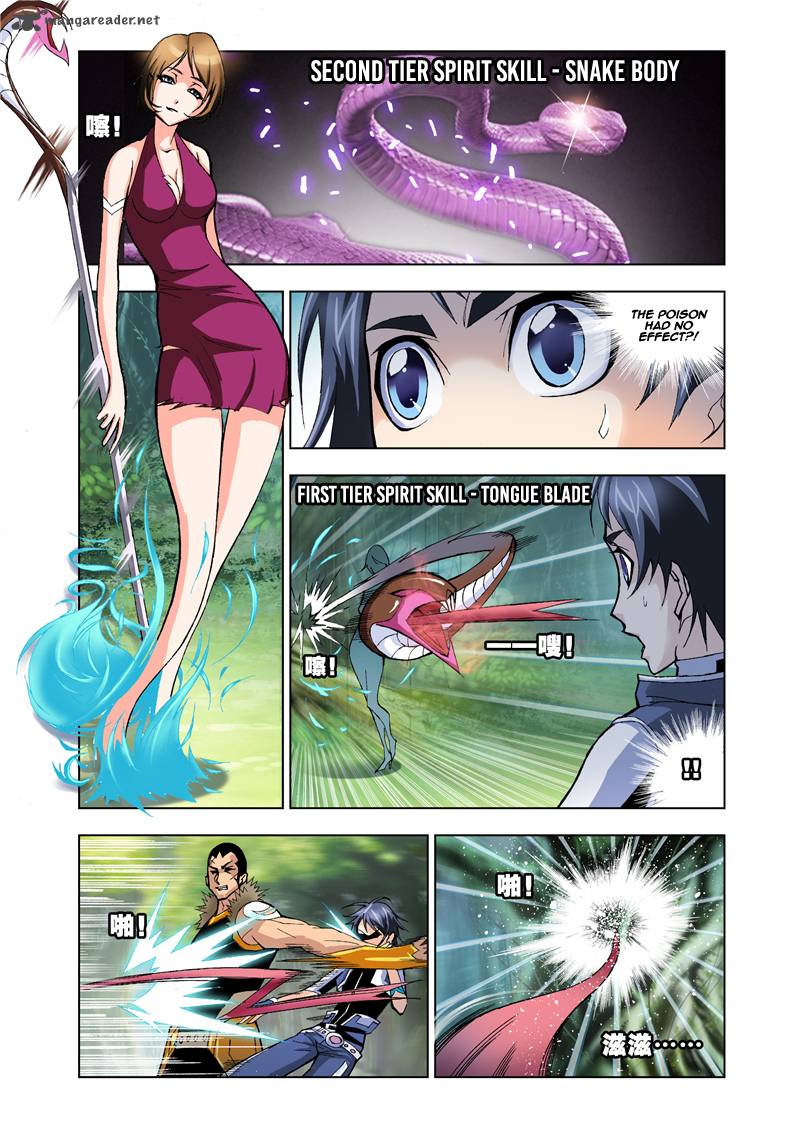 mangareader.net
SECOND TIER SPIRIT SKILL - SNAKE BODY
嚓!
THE POISON
HAD NO
EFFECT?!
FIRST TIER SPIRIT SKILL - TONGUE BLADE
嚓!
——嗖!
!!
啪!
啪!
滋滋……